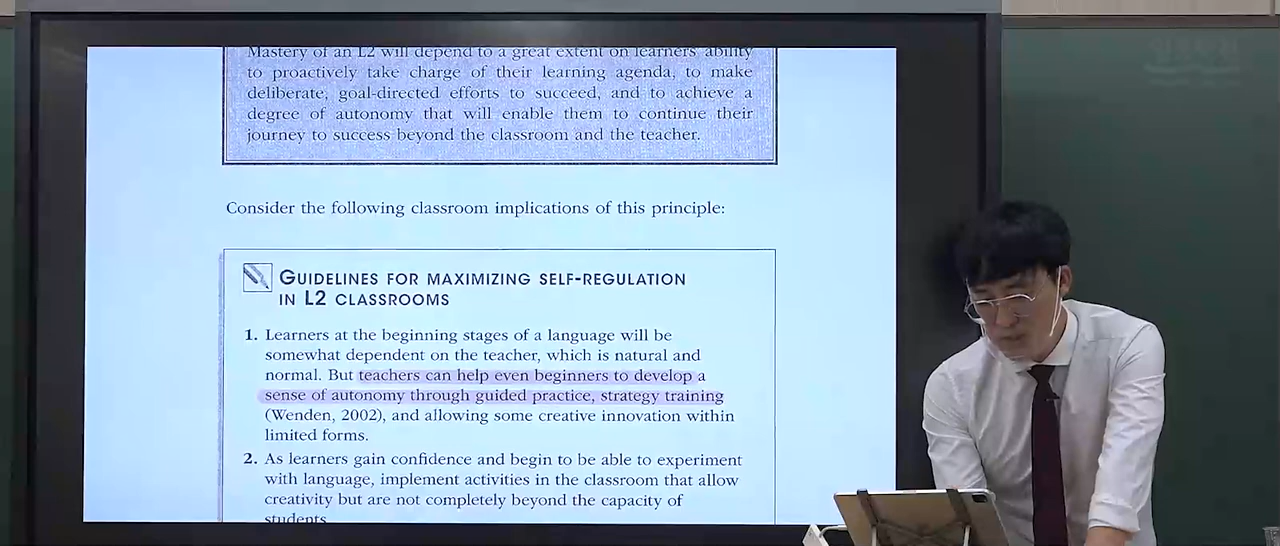 Mastery of an L2 will depend to a great extent on learners' ability
to proactively take charge of their learning agenda, to make
deliberate, goal-directed efforts to succeed, and to achieve a
degree of autonomy that will enable them to continue their
journey to success beyond the classroom and the teacher.
Consider the following classroom implications of this principle:
GUIDELINES FOR MAXIMIZING SELF-REGULATION
IN L2 CLASSROOMS
1. Learners at the beginning stages of a language will be
somewhat dependent on the teacher, which is natural and
normal. But teachers can help even beginners to develop a
sense of autonomy through guided practice, strategy training
(Wenden, 2002), and allowing some creative innovation within
limited forms.
2. As learners gain confidence and begin to be able to experiment
with language, implement activities in the classroom that allow
creativity but are not completely beyond the capacity of
students.